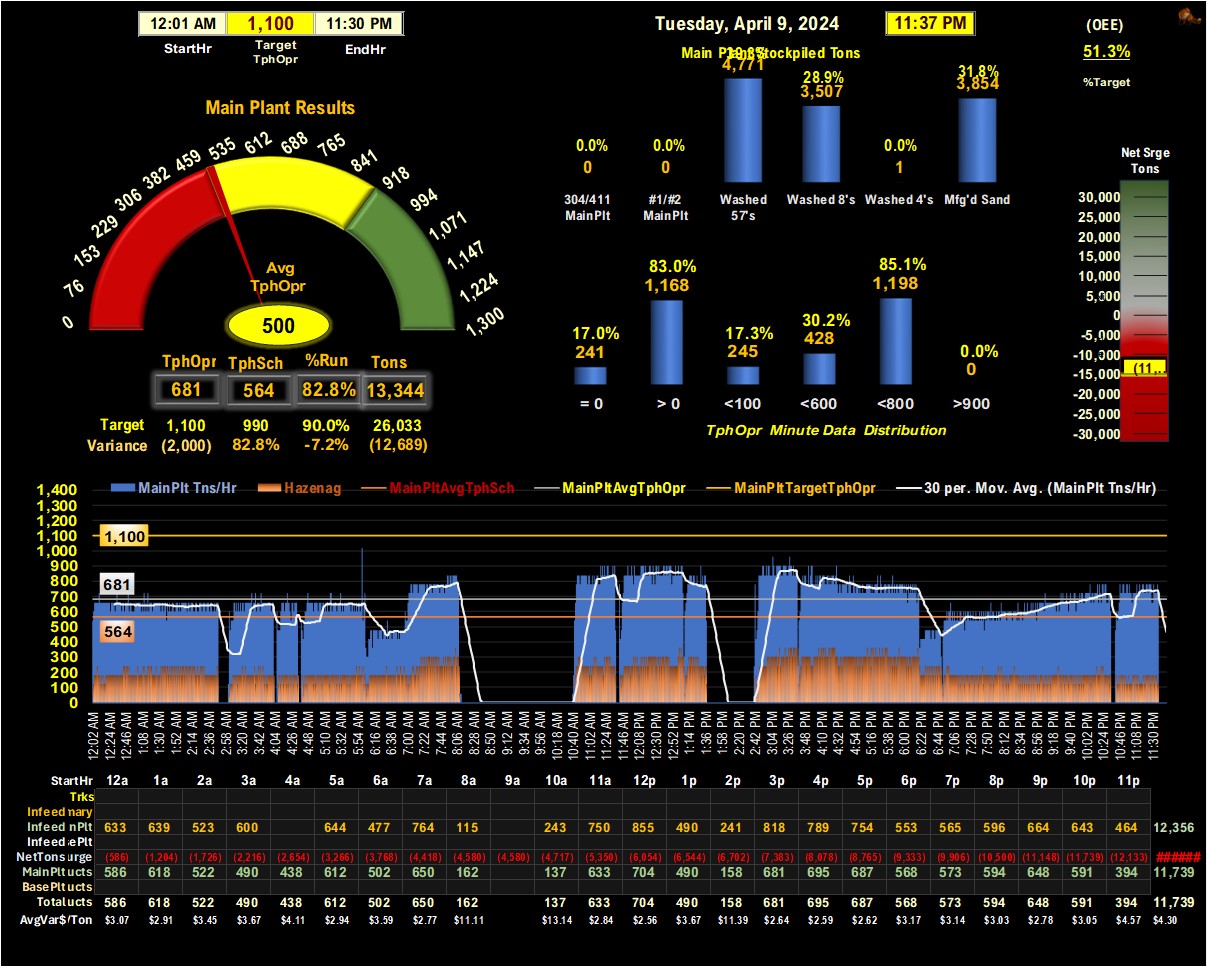 12:01 AM 1,100 11:30 PM
StartHr Target TphOpr EndHr
Tuesday, April 9, 2024 11:37 PM
(OEE)
51.3%
%Target
Main Plant Stockpiled Tons
4,771 28.9% 3,507 31.8% 3,854
0.0% 0.0% 0.0%
0 0 1
304/411 MainPlt #1/#2 MainPlt Washed 57's Washed 8's Washed 4's Mfg'd Sand
Main Plant Results
0 76 153 229 306 382 459 535 612 688 765 841 918 994 1,071 1,147 1,224 1,300
Avg
TphOpr
500
TphOpr TphSch %Run Tons
681 564 82.8% 13,344
Target 1,100 990 90.0% 26,033
Variance (2,000) 82.8% -7.2% (12,689)
17.0% 83.0% 17.3% 30.2% 85.1% 0.0%
241 1,168 245 428 1,198 0
= 0 > 0 <100 <600 <800 >900
TphOpr Minute Data Distribution
Net Srge
Tons
30,000
25,000
20,000
15,000
10,000
5,000
0
-5,000
-10,000
(11...
-15,000
-20,000
-25,000
-30,000
MainPlt Tns/Hr Hazenag MainPltAvgTphSch MainPltAvgTphOpr MainPltTargetTphOpr 30 per. Mov. Avg. (MainPlt Tns/Hr)
1,400
1,300
1,200
1,100
1,000
900
800
700
600
500
400
300
200
100
0
1,100
681
564
12:02 AM 12:24 AM 12:46 AM 1:08 AM 1:30 AM 1:52 AM 2:14 AM 2:36 AM 2:58 AM 3:20 AM 3:42 AM 4:04 AM 4:26 AM 4:48 AM 5:10 AM 5:32 AM 5:54 AM 6:16 AM 6:38 AM 7:00 AM 7:22 AM 7:44 AM 8:06 AM 8:28 AM 8:50 AM 9:12 AM 9:34 AM 9:56 AM 10:18 AM 10:40 AM 11:02 AM 11:24 AM 11:46 AM 12:08 PM 12:30 PM 12:52 PM 1:14 PM 1:36 PM 1:58 PM 2:20 PM 2:42 PM 3:04 PM 3:26 PM 3:48 PM 4:10 PM 4:32 PM 4:54 PM 5:16 PM 5:38 PM 6:00 PM 6:22 PM 6:44 PM 7:06 PM 7:28 PM 7:50 PM 8:12 PM 8:34 PM 8:56 PM 9:18 PM 9:40 PM 10:02 PM 10:24 PM 10:46 PM 11:08 PM 11:30 PM
StartHr 12a 1a 2a 3a 4a 5a 6a 7a 8a 9a 10a 11a 12p 1p 2p 3p 4p 5p 6p 7p 8p 9p 10p 11p
Trks
Infeed mary
Infeed nPlt 633 639 523 600 644 477 764 115 243 750 855 490 241 818 789 754 553 565 596 664 643 464 12,356
Infeed ePlt
NetTons urge (586) (1,204) (1,726) (2,216) (2,654) (3,266) (3,768) (4,418) (4,580) (4,580) (4,717) (5,350) (6,054) (6,544) (6,702) (7,383) (8,078) (8,765) (9,333) (9,906) (10,500) (11,148) (11,739) (12,133) ######
MainPlt ucts 586 618 522 490 438 612 502 650 162 137 633 704 490 158 681 695 687 568 573 594 648 591 394 11,739
BasePlt ucts
Total ucts 586 618 522 490 438 612 502 650 162 137 633 704 490 158 681 695 687 568 573 594 648 591 394 11,739
AvgVar$/Ton $3.07 $2.91 $3.45 $3.67 $4.11 $2.94 $3.59 $2.77 $11.11 $13.14 $2.84 $2.56 $3.67 $11.39 $2.64 $2.59 $2.62 $3.17 $3.14 $3.03 $2.78 $3.05 $4.57 $4.30